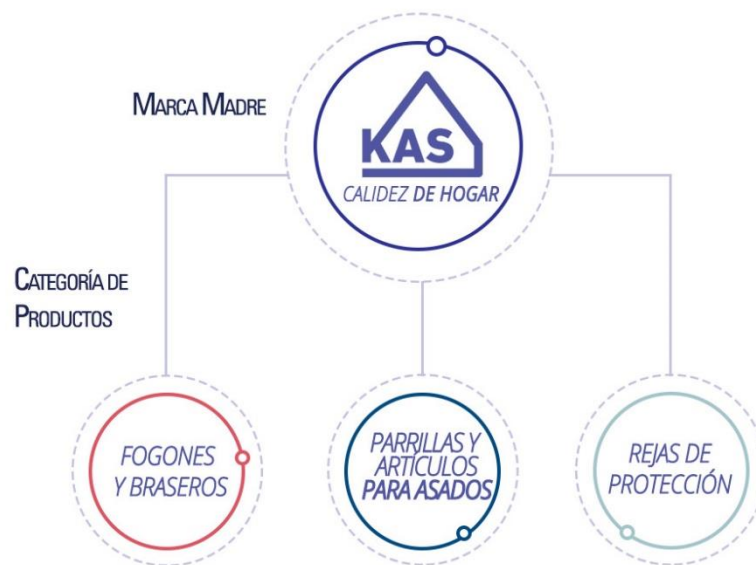 MARCA MADRE
KAS
CALIDEZ DE HOGAR
CATEGORÍA DE
PRODUCTOS
FOGONES
Y BRASEROS
PARRILLAS Y
ARTÍCULOS
PARA ASADOS
REJAS DE
PROTECCIÓN